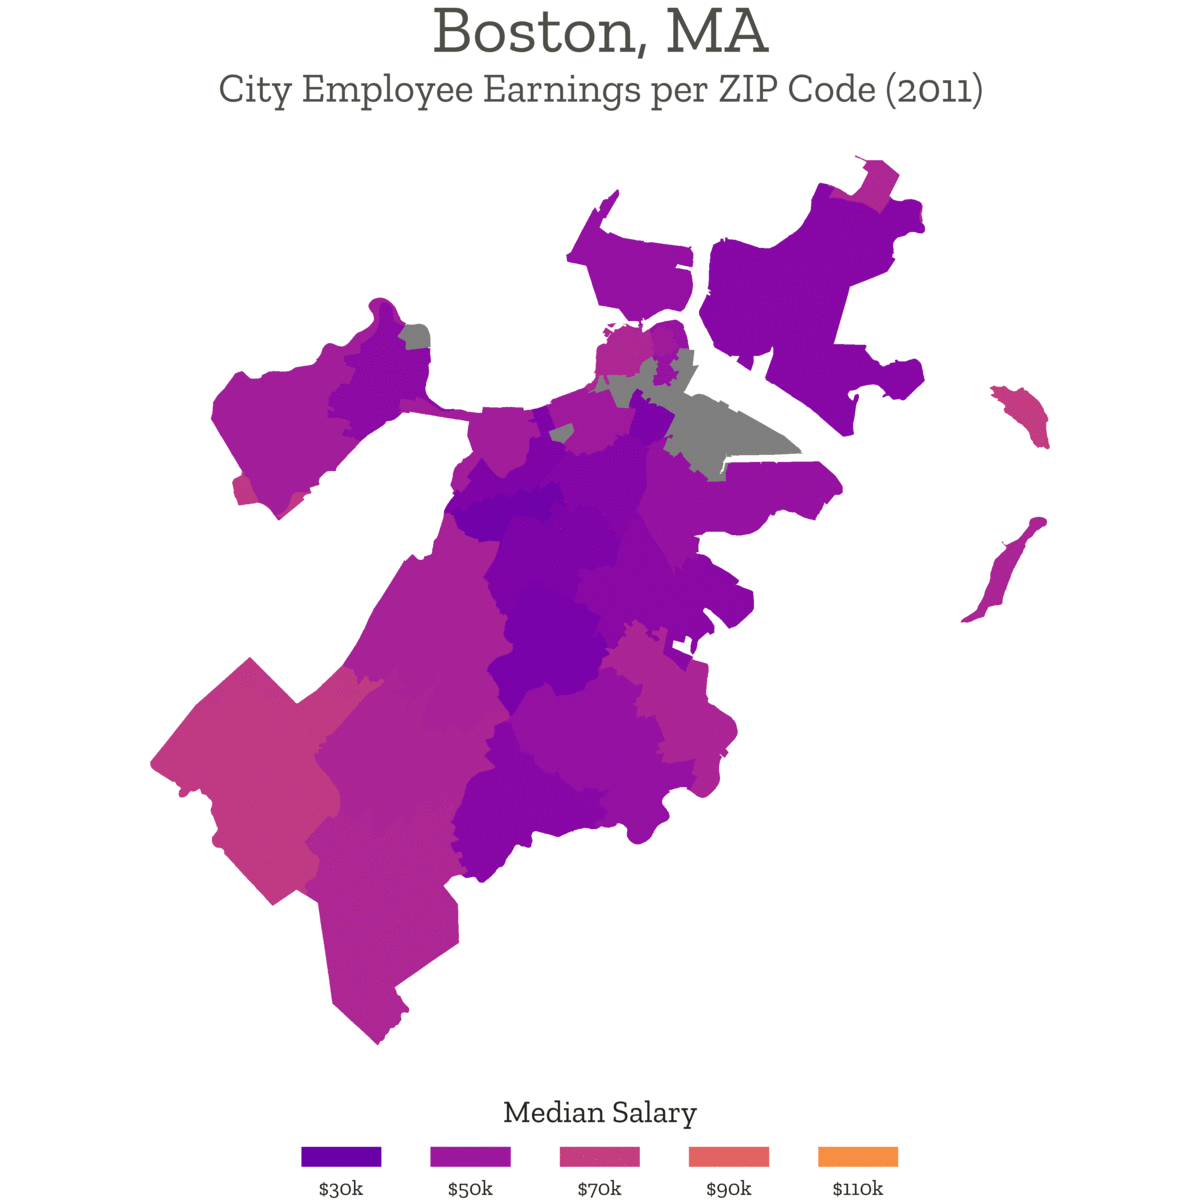 Boston, MA
City Employee Earnings per ZIP Code (2011)
Median Salary
$30k $50k $70k $90k $110k